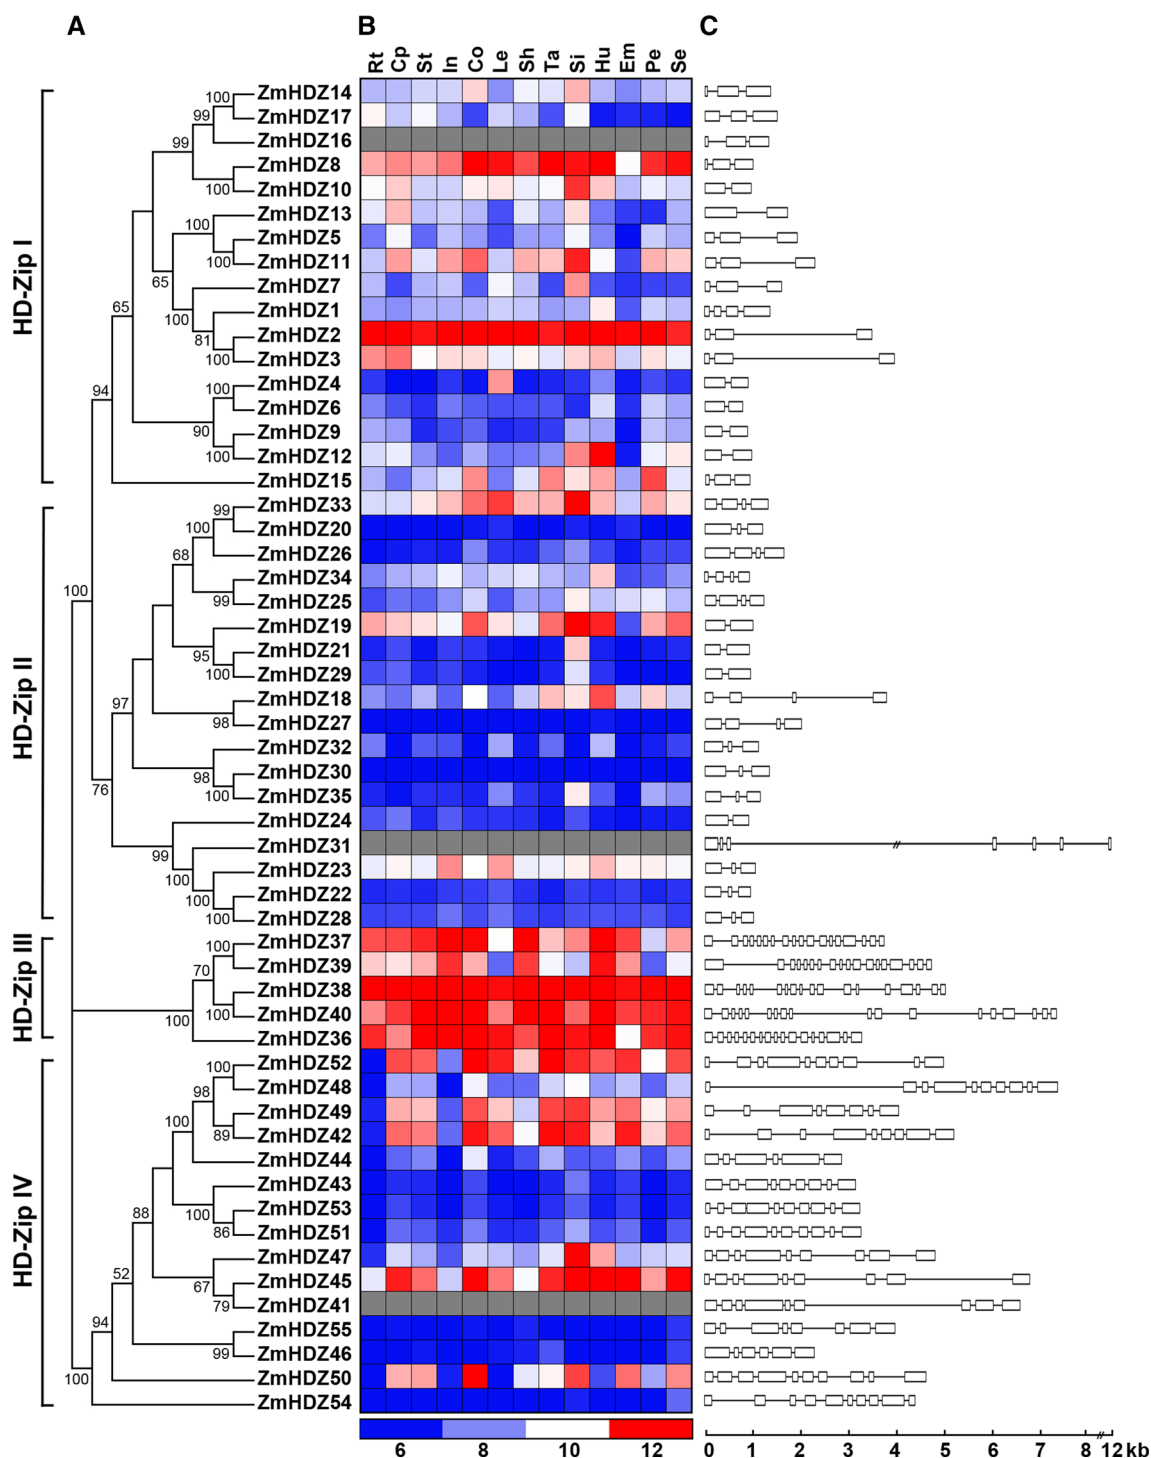 A B C
Rt Cp St In Co Le Sh Ta Si Hu Em Pe Se
HD-Zip I
ZmHDZ14
100
ZmHDZ17
99
ZmHDZ16
99
ZmHDZ8
ZmHDZ10
100
ZmHDZ13
100
ZmHDZ5
ZmHDZ11
100
65
ZmHDZ7
65
ZmHDZ1
100
ZmHDZ2
81
ZmHDZ3
100
ZmHDZ4
100
94
ZmHDZ6
ZmHDZ9
90
ZmHDZ12
100
ZmHDZ15
HD-Zip II
ZmHDZ33
99
ZmHDZ20
100
ZmHDZ26
68
ZmHDZ34
100
ZmHDZ25
99
ZmHDZ19
ZmHDZ21
95
ZmHDZ29
100
ZmHDZ18
97
ZmHDZ27
98
ZmHDZ32
ZmHDZ30
98
76
ZmHDZ35
100
ZmHDZ24
ZmHDZ31
99
ZmHDZ23
100
ZmHDZ22
100
ZmHDZ28
100
HD-Zip III
ZmHDZ37
100
ZmHDZ39
70
ZmHDZ38
ZmHDZ40
100
100
ZmHDZ36
HD-Zip IV
ZmHDZ52
100
ZmHDZ48
98
ZmHDZ49
100
ZmHDZ42
89
ZmHDZ44
ZmHDZ43
ZmHDZ53
88
100
ZmHDZ51
86
ZmHDZ47
52
ZmHDZ45
67
ZmHDZ41
79
ZmHDZ55
94
ZmHDZ46
99
ZmHDZ50
100
ZmHDZ54
6 8 10 12
0 1 2 3 4 5 6 7 8 12 kb